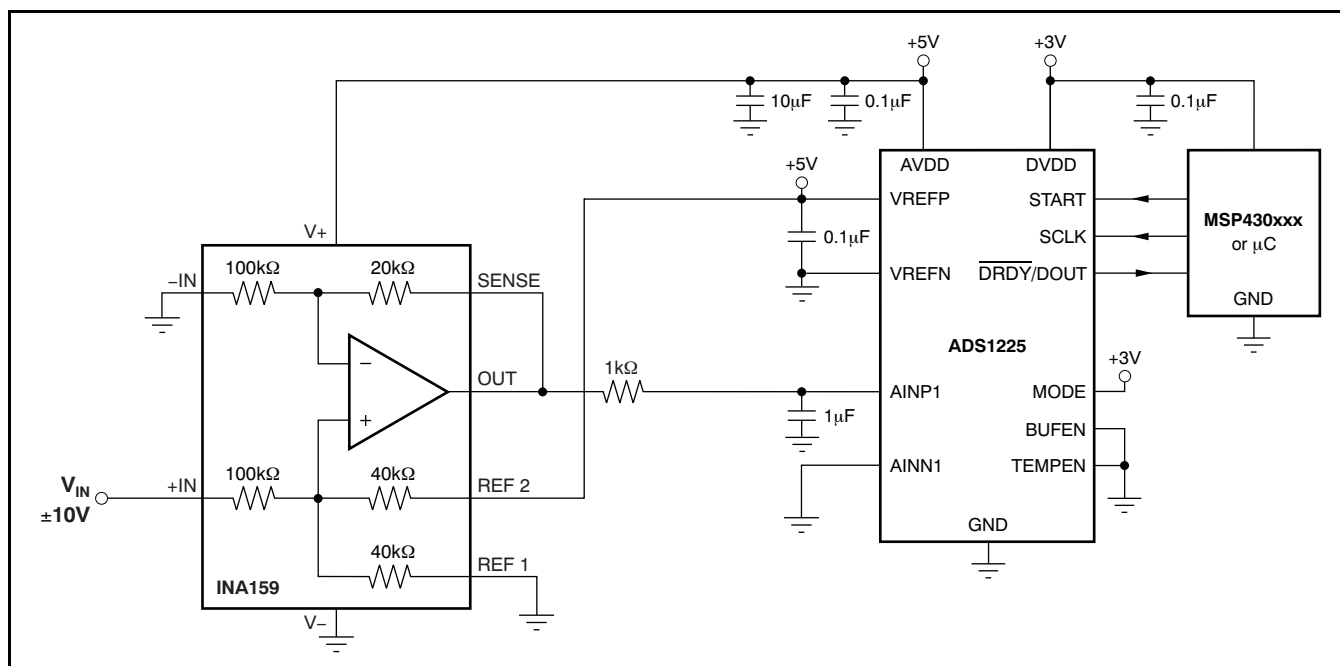 +5V
+3V
10µF
0.1µF
0.1µF
+5V
AVDD
DVDD
VREFP
START
MSP430xxx
or µC
V+
0.1µF
SCLK
100kΩ
20kΩ
−IN
SENSE
VREFN
DRDY/DOUT
GND
ADS1225
−
OUT
1kΩ
+3V
AINP1
MODE
+
1µF
BUFEN
100kΩ
40kΩ
VIN
+IN
REF 2
AINN1
TEMPEN
±10V
GND
40kΩ
REF 1
INA159
V−